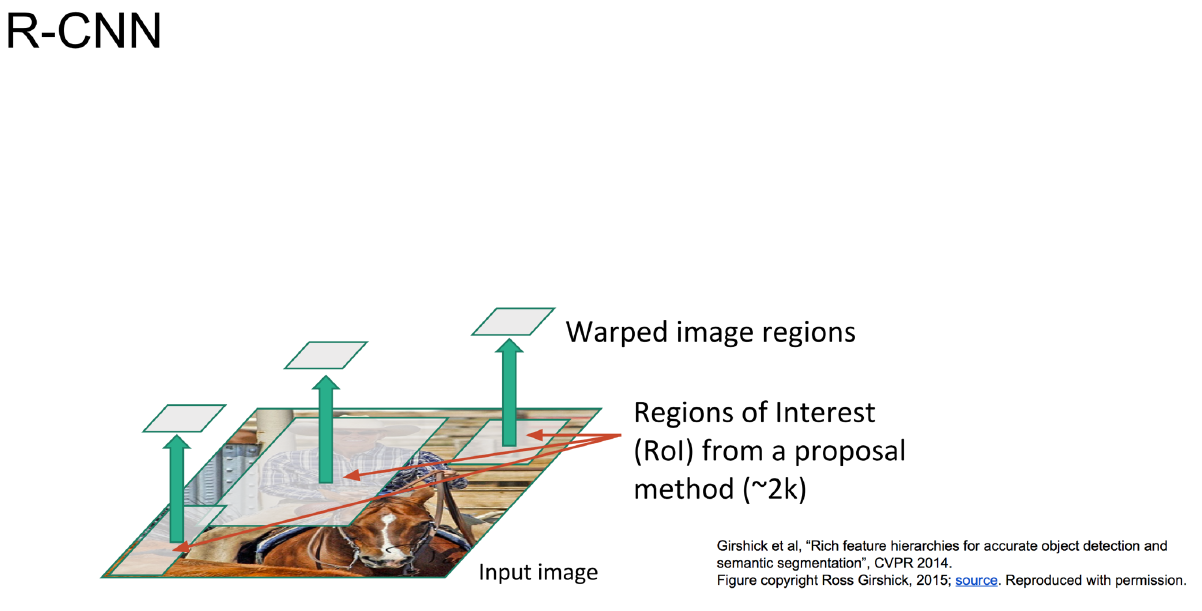 R-CNN
Warped image regions
Regions of Interest
(RoI) from a proposal
method (~2k)
Input image
Girshick et al, “Rich feature hierarchies for accurate object detection and
semantic segmentation”, CVPR 2014.
Figure copyright Ross Girshick, 2015; source. Reproduced with permission.